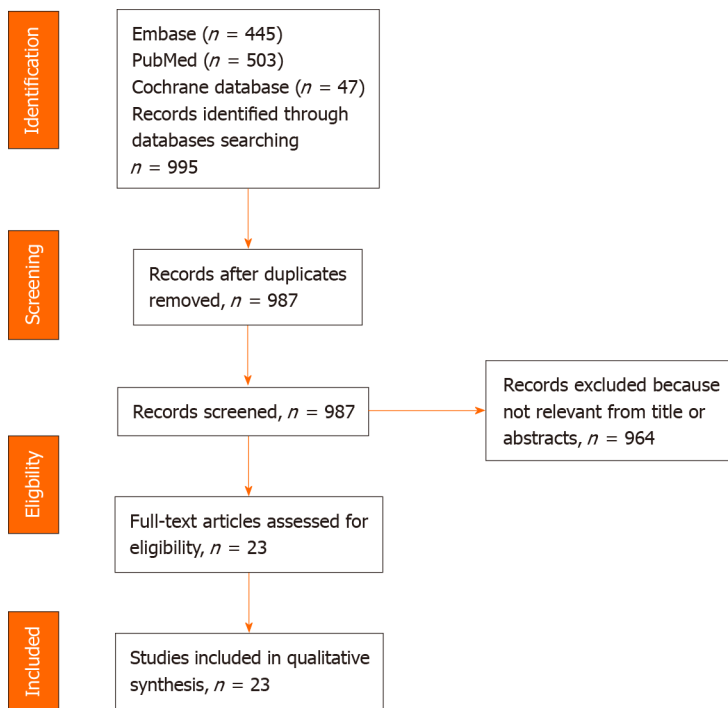 Identification
Embase (n = 445)
PubMed (n = 503)
Cochrane database (n = 47)
Records identified through
databases searching
n = 995
Screening
Records after duplicates
removed, n = 987
Records screened, n = 987
Records excluded because
not relevant from title or
abstracts, n = 964
Eligbility
Full-text articles assessed for
eligibility, n = 23
Included
Studies included in qualitative
synthesis, n = 23